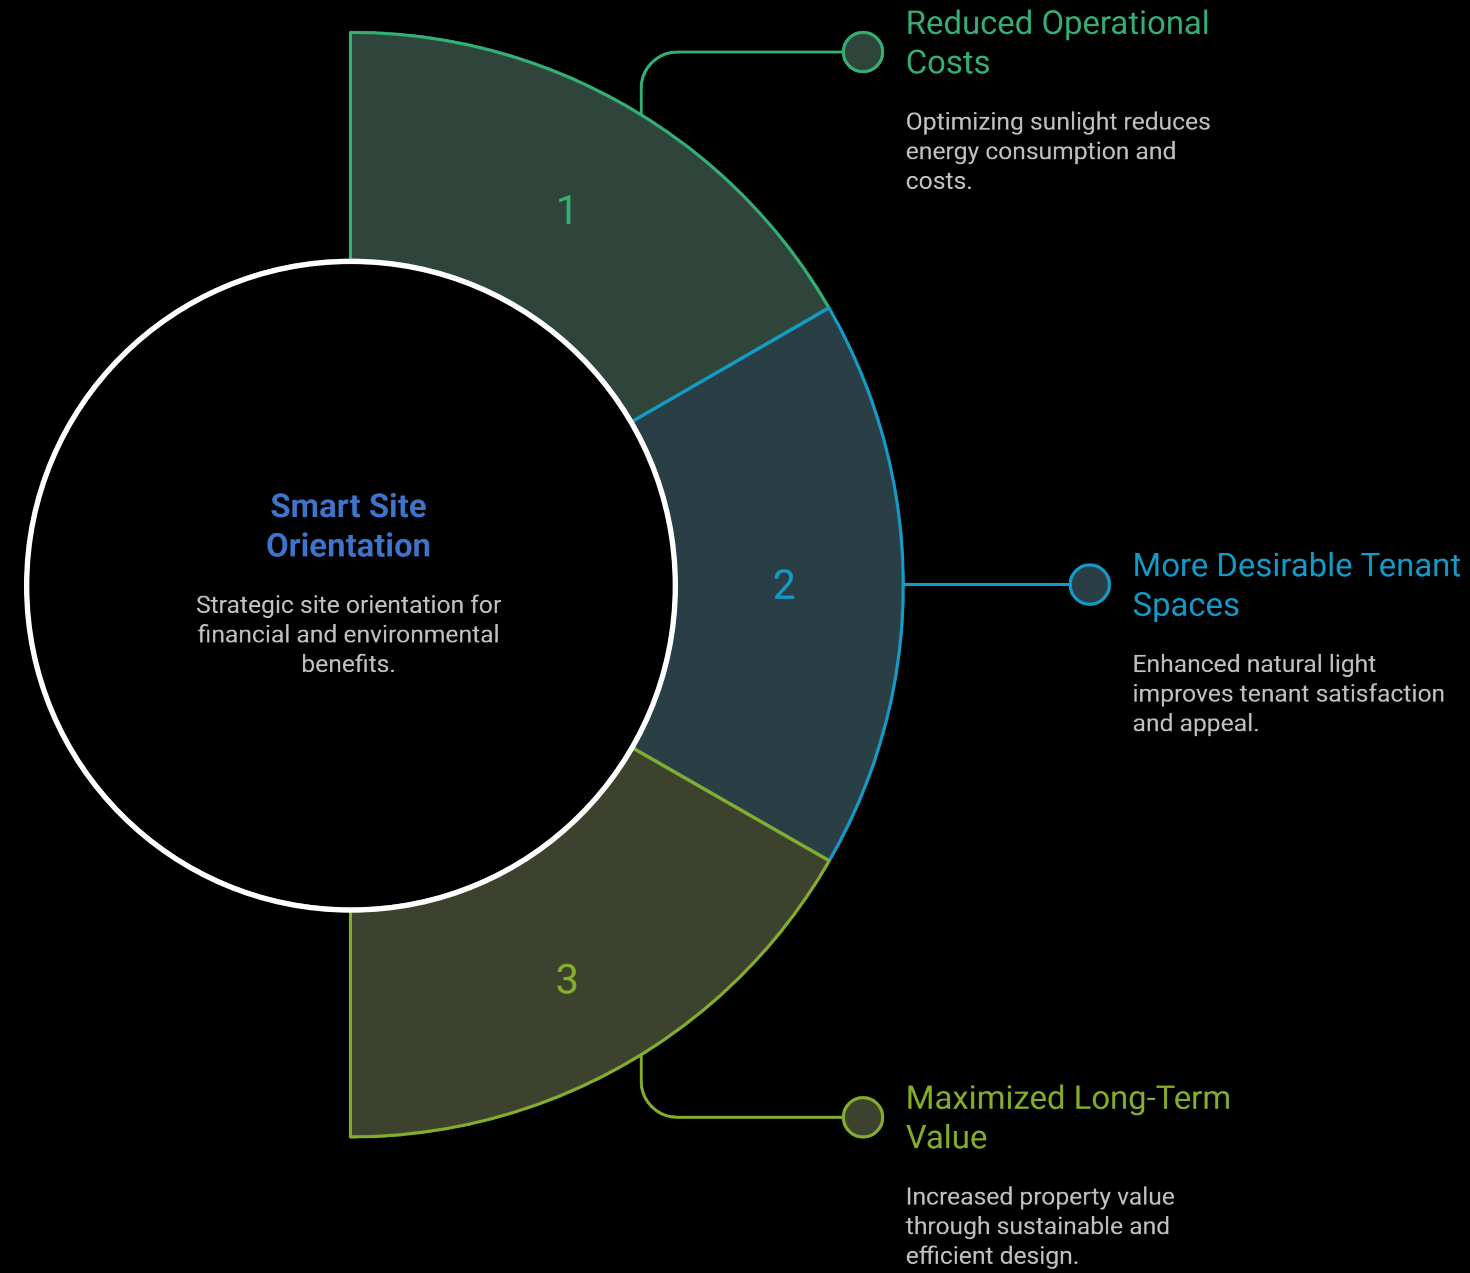 Reduced Operational
Costs
Optimizing sunlight reduces
energy consumption and
costs.
1
Smart Site
Orientation
Strategic site orientation for
financial and environmental
benefits.
2
More Desirable Tenant
Spaces
Enhanced natural light
improves tenant satisfaction
and appeal.
3
Maximized Long-Term
Value
Increased property value
through sustainable and
efficient design.